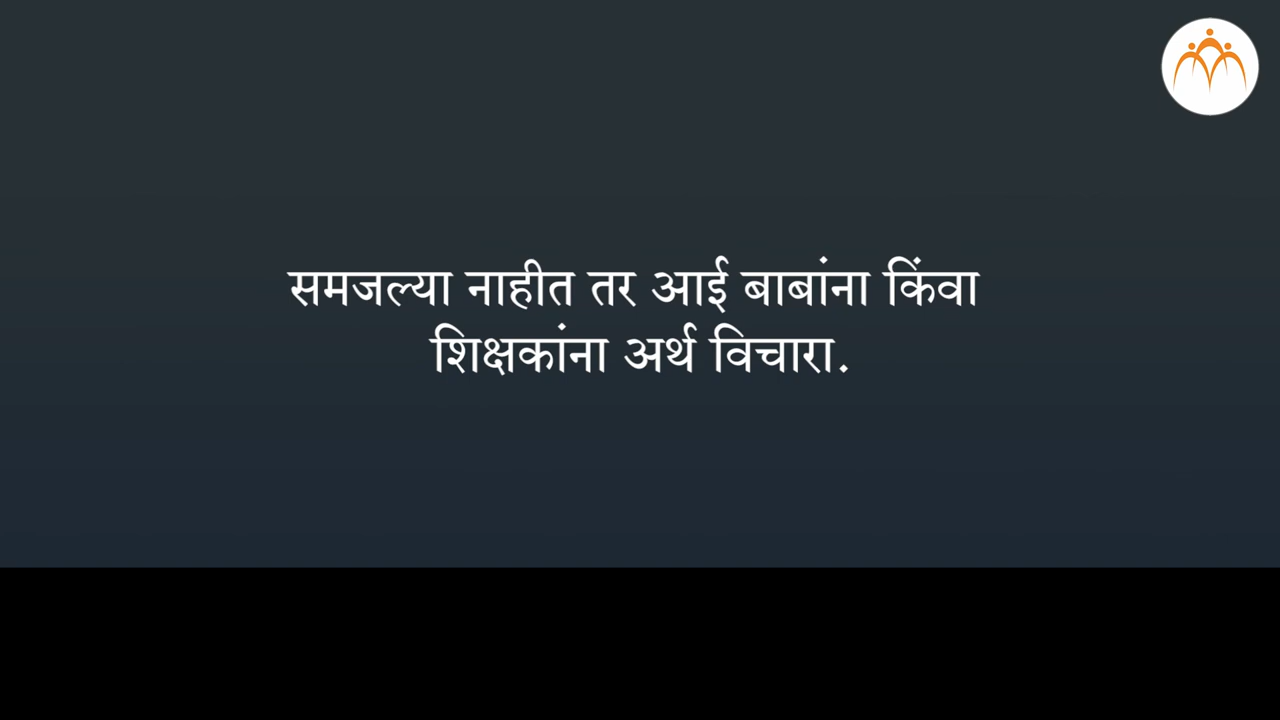 समजल्या नाहीत तर आई बाबांना किंवा
शिक्षकांना अर्थ विचारा.